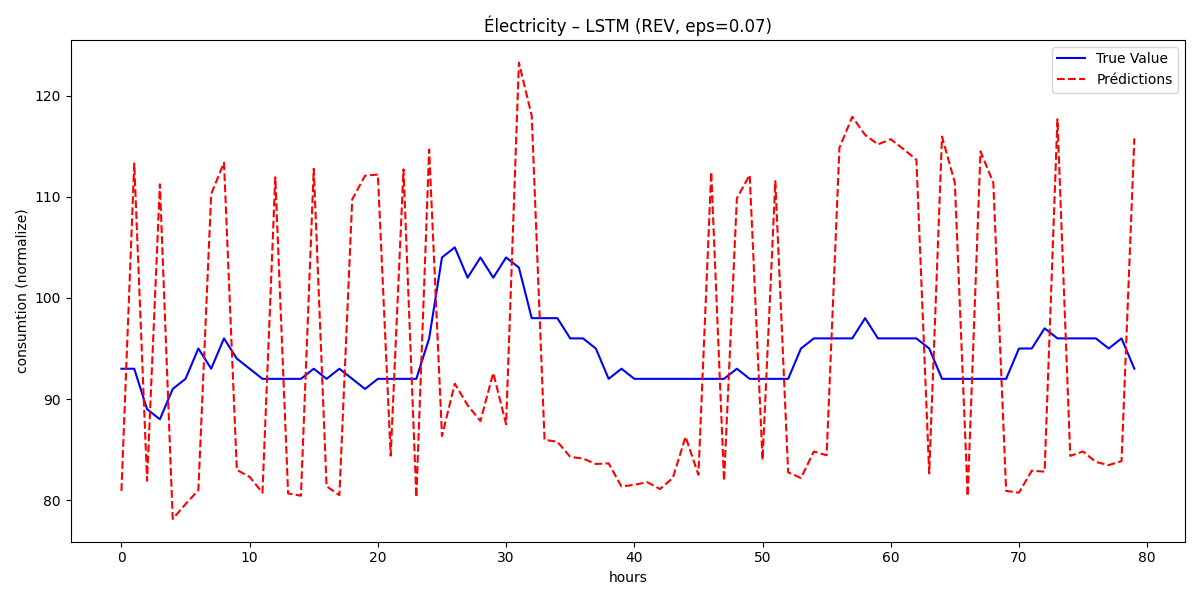 Électricity – LSTM (REV, eps=0.07)
True Value
Prédictions
consumtion (normalize)
120
110
100
90
80
0 10 20 30 40 50 60 70 80
hours